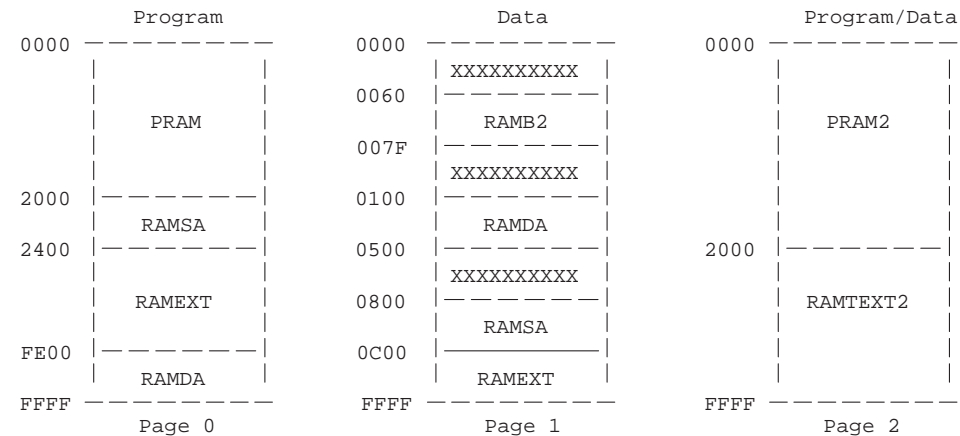 Program Data Program/Data
0000 0000 0000
XXXXXXXXXX
0060
PRAM RAMB2 PRAM2
007F
XXXXXXXXXX
2000 0100
RAMSA RAMDA
2400 0500 2000
XXXXXXXXXX
RAMEXT 0800 RAMTEXT2
RAMSA
FE00 0C00
RAMDA RAMEXT
FFFF FFFF FFFF
Page 0 Page 1 Page 2